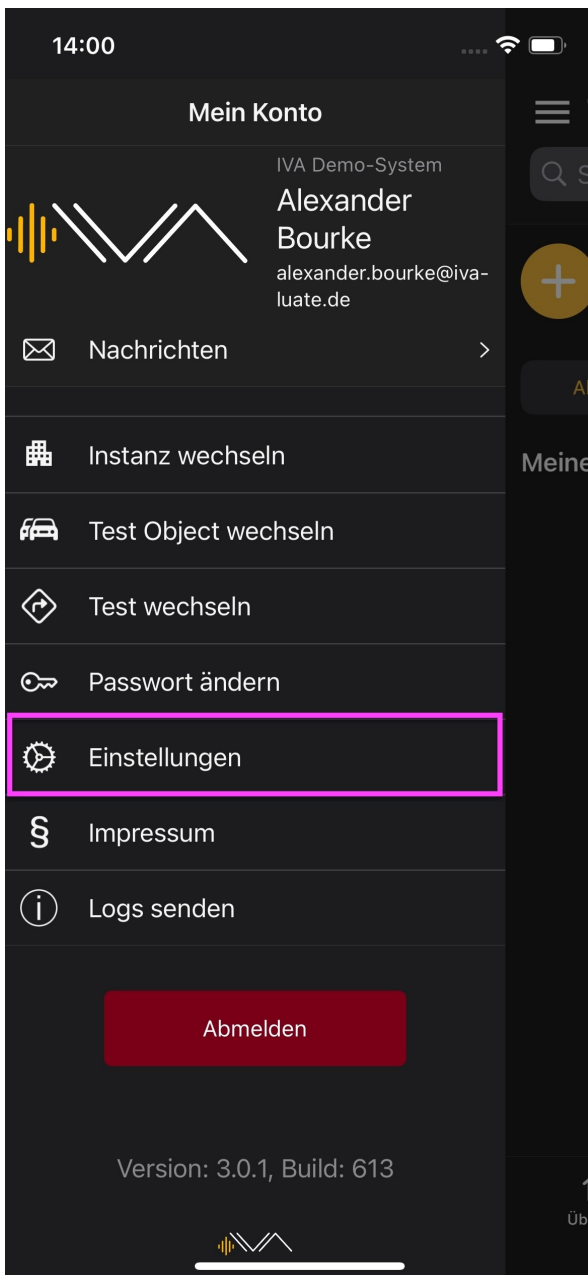 14:00
Mein Konto
IVA Demo-System
Alexander
Bourke
alexander.bourke@iva-
luate.de
Nachrichten
Instanz wechseln
Test Object wechseln
Test wechseln
Passwort ändern
Einstellungen
§ Impressum
Logs senden
Abmelden
Version: 3.0.1, Build: 613
IVA
Meine